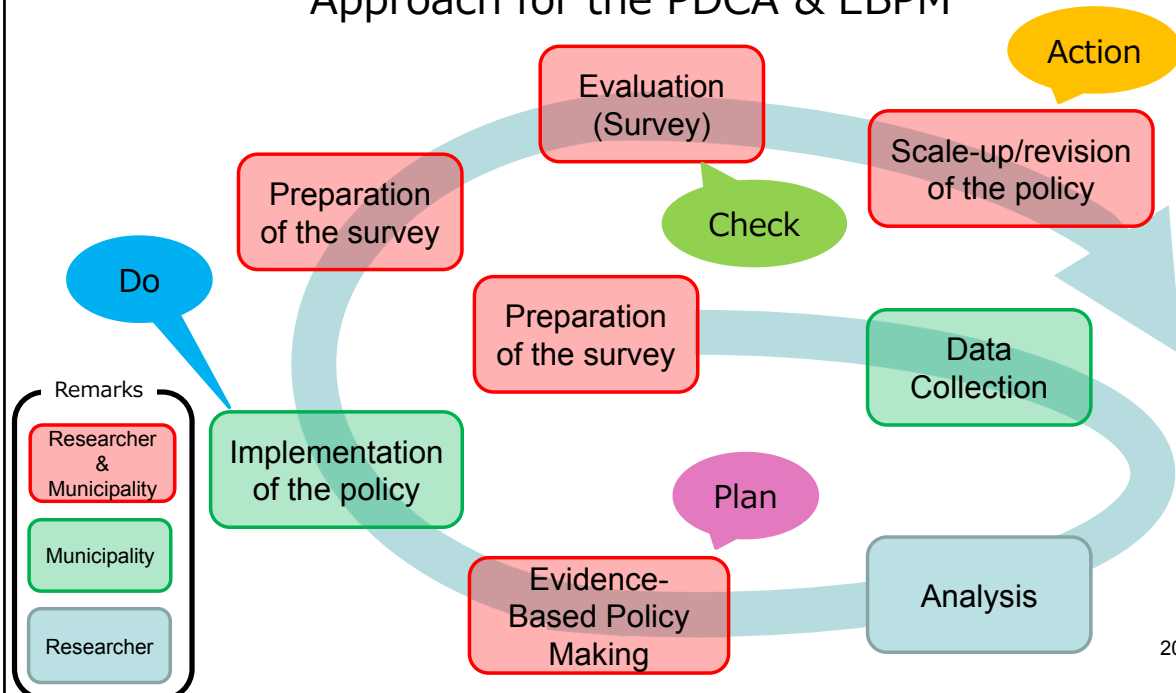 Approach for the PDCA & EBPM
Action
Evaluation
(Survey)
Scale-up/revision
of the policy
Preparation
of the survey
Check
Do
Preparation
of the survey
Data
Collection
Remarks
Researcher
&
Municipality
Implementation
of the policy
Plan
Municipality
Evidence-
Based Policy
Making
Analysis
Researcher
20